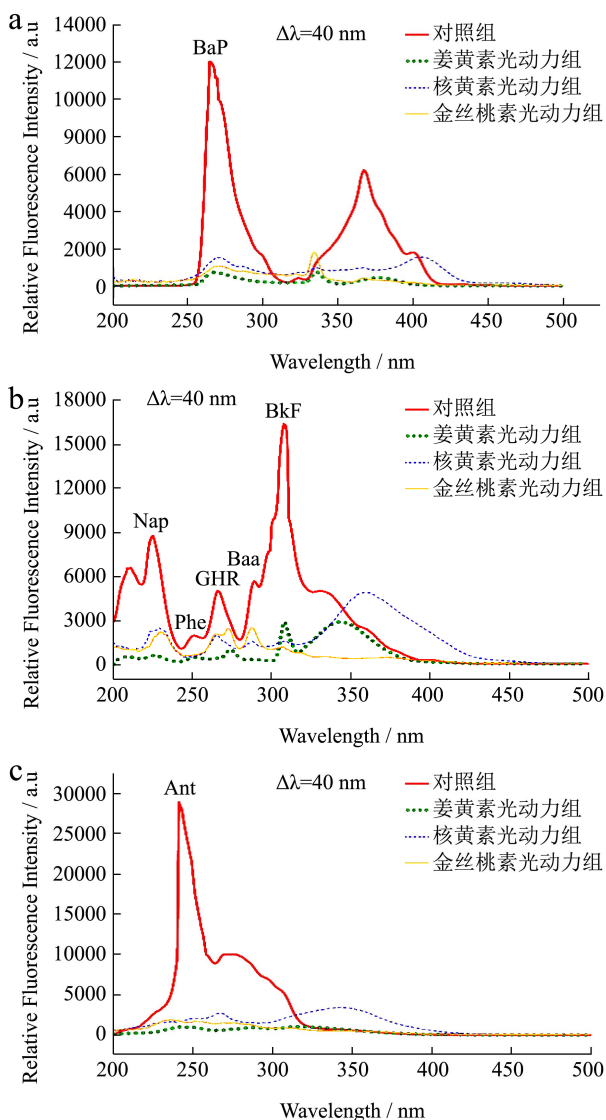 a
Δλ=40 nm
BaP
对照组
姜黄素光动力组
核黄素光动力组
金丝桃素光动力组
Relative Fluorescence Intensity / a.u
14000
12000
10000
8000
6000
4000
2000
0
200 250 300 350 400 450 500
Wavelength / nm
b
Δλ=40 nm
BkF
Nap
Phe
GHR
Baa
对照组
姜黄素光动力组
核黄素光动力组
金丝桃素光动力组
Relative Fluorescence Intensity / a.u
18000
15000
12000
9000
6000
3000
0
200 250 300 350 400 450 500
Wavelength / nm
c
Δλ=40 nm
Ant
对照组
姜黄素光动力组
核黄素光动力组
金丝桃素光动力组
Relative Fluorescence Intensity / a.u
30000
25000
20000
15000
10000
5000
0
200 250 300 350 400 450 500
Wavelength / nm